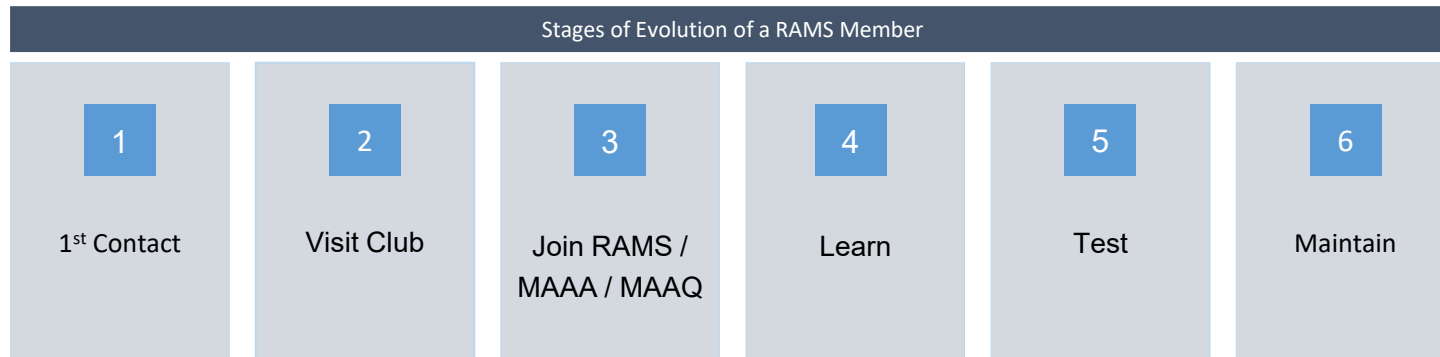 Stages of Evolution of a RAMS Member
1
2
3
4
5
6
1st Contact
Visit Club
Join RAMS /
MAAA / MAAQ
Learn
Test
Maintain